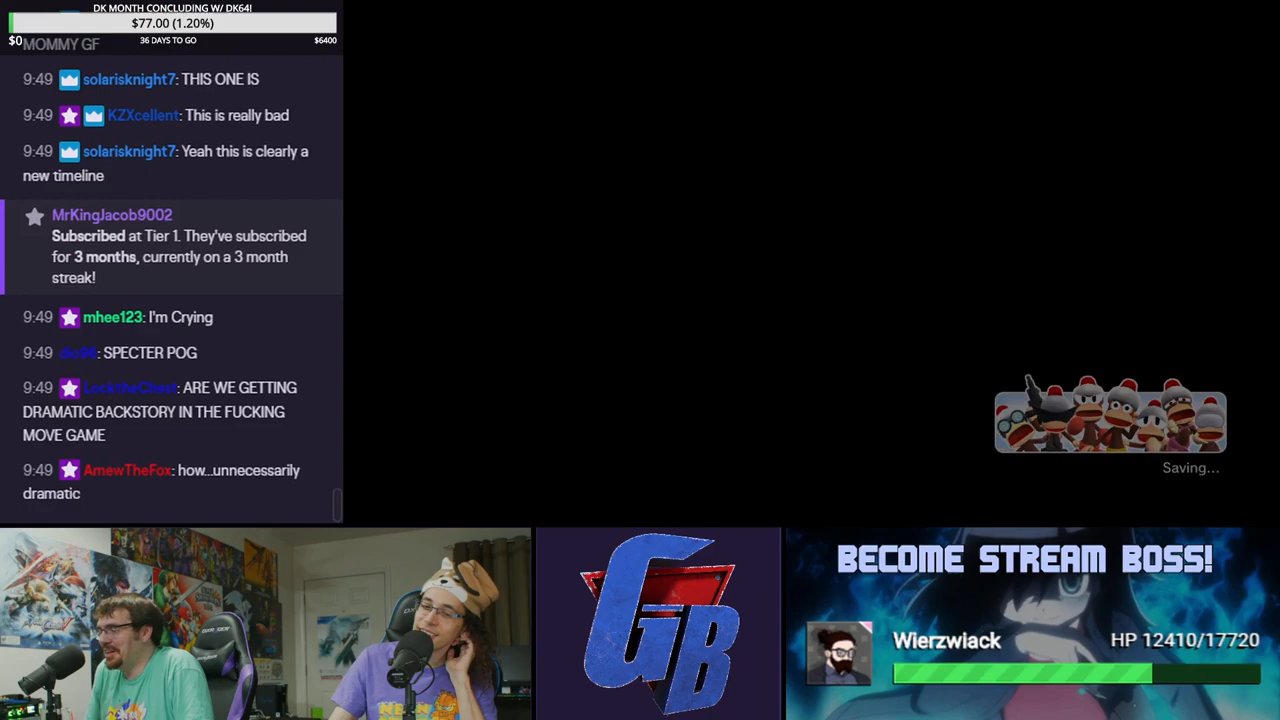 DK MONTH CONCLUDING W/ DK64!
$77.00 (1.20%)
$0 36 DAYS TO GO $6400
MOMMY GF
9:49 solarisknight7: THIS ONE IS
9:49 KZXcellent: This is really bad
9:49 solarisknight7: Yeah this is clearly a
new timeline
MrKingJacob9002
Subscribed at Tier 1. They've subscribed
for 3 months, currently on a 3 month
streak!
9:49 mhee123: I'm Crying
9:49 : SPECTER POG
9:49 LocktheChest: ARE WE GETTING
DRAMATIC BACKSTORY IN THE FUCKING
MOVE GAME
9:49 AmewTheFox: how...unnecessarily
dramatic
Saving...
GB
BECOME STREAM BOSS!
Wierzwiack HP 12410/17720